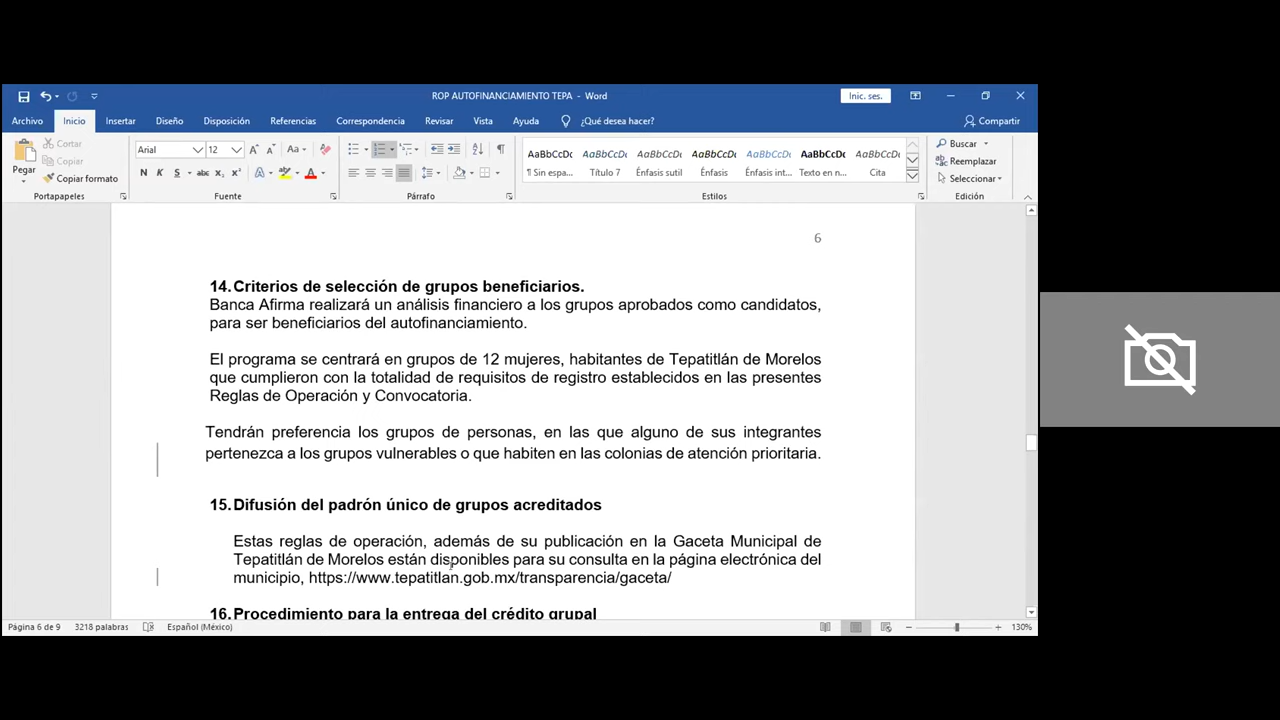 ROP AUTOFINANCIAMIENTO TEPA - Word
Inic. ses.
Archivo Inicio Insertar Diseño Disposición Referencias Correspondencia Revisar Vista Ayuda ¿Qué desea hacer? Compartir
Pegar
Cortar
Copiar
Copiar formato
Arial 12 Aa
N K S abc x₂ x² A A
AaBbCcDc AaBbCcDc AaBbCcDc AaBbCcDc AaBbCcDc AaBbCcDc AaBbCcDc
¶ Sin espa... Título 7 Énfasis sutil Énfasis Énfasis int... Texto en n... Cita
Buscar
Reemplazar
Seleccionar
Portapapeles Fuente Párrafo Estilos Edición
6
14. Criterios de selección de grupos beneficiarios.
Banca Afirma realizará un análisis financiero a los grupos aprobados como candidatos,
para ser beneficiarios del autofinanciamiento.
El programa se centrará en grupos de 12 mujeres, habitantes de Tepatitlán de Morelos
que cumplieron con la totalidad de requisitos de registro establecidos en las presentes
Reglas de Operación y Convocatoria.
Tendrán preferencia los grupos de personas, en las que alguno de sus integrantes
pertenezca a los grupos vulnerables o que habiten en las colonias de atención prioritaria.
15. Difusión del padrón único de grupos acreditados
Estas reglas de operación, además de su publicación en la Gaceta Municipal de
Tepatitlán de Morelos están disponibles para su consulta en la página electrónica del
municipio, https://www.tepatitlan.gob.mx/transparencia/gaceta/
16. Procedimiento para la entrega del crédito grupal
Página 6 de 9 3218 palabras Español (México) 130%